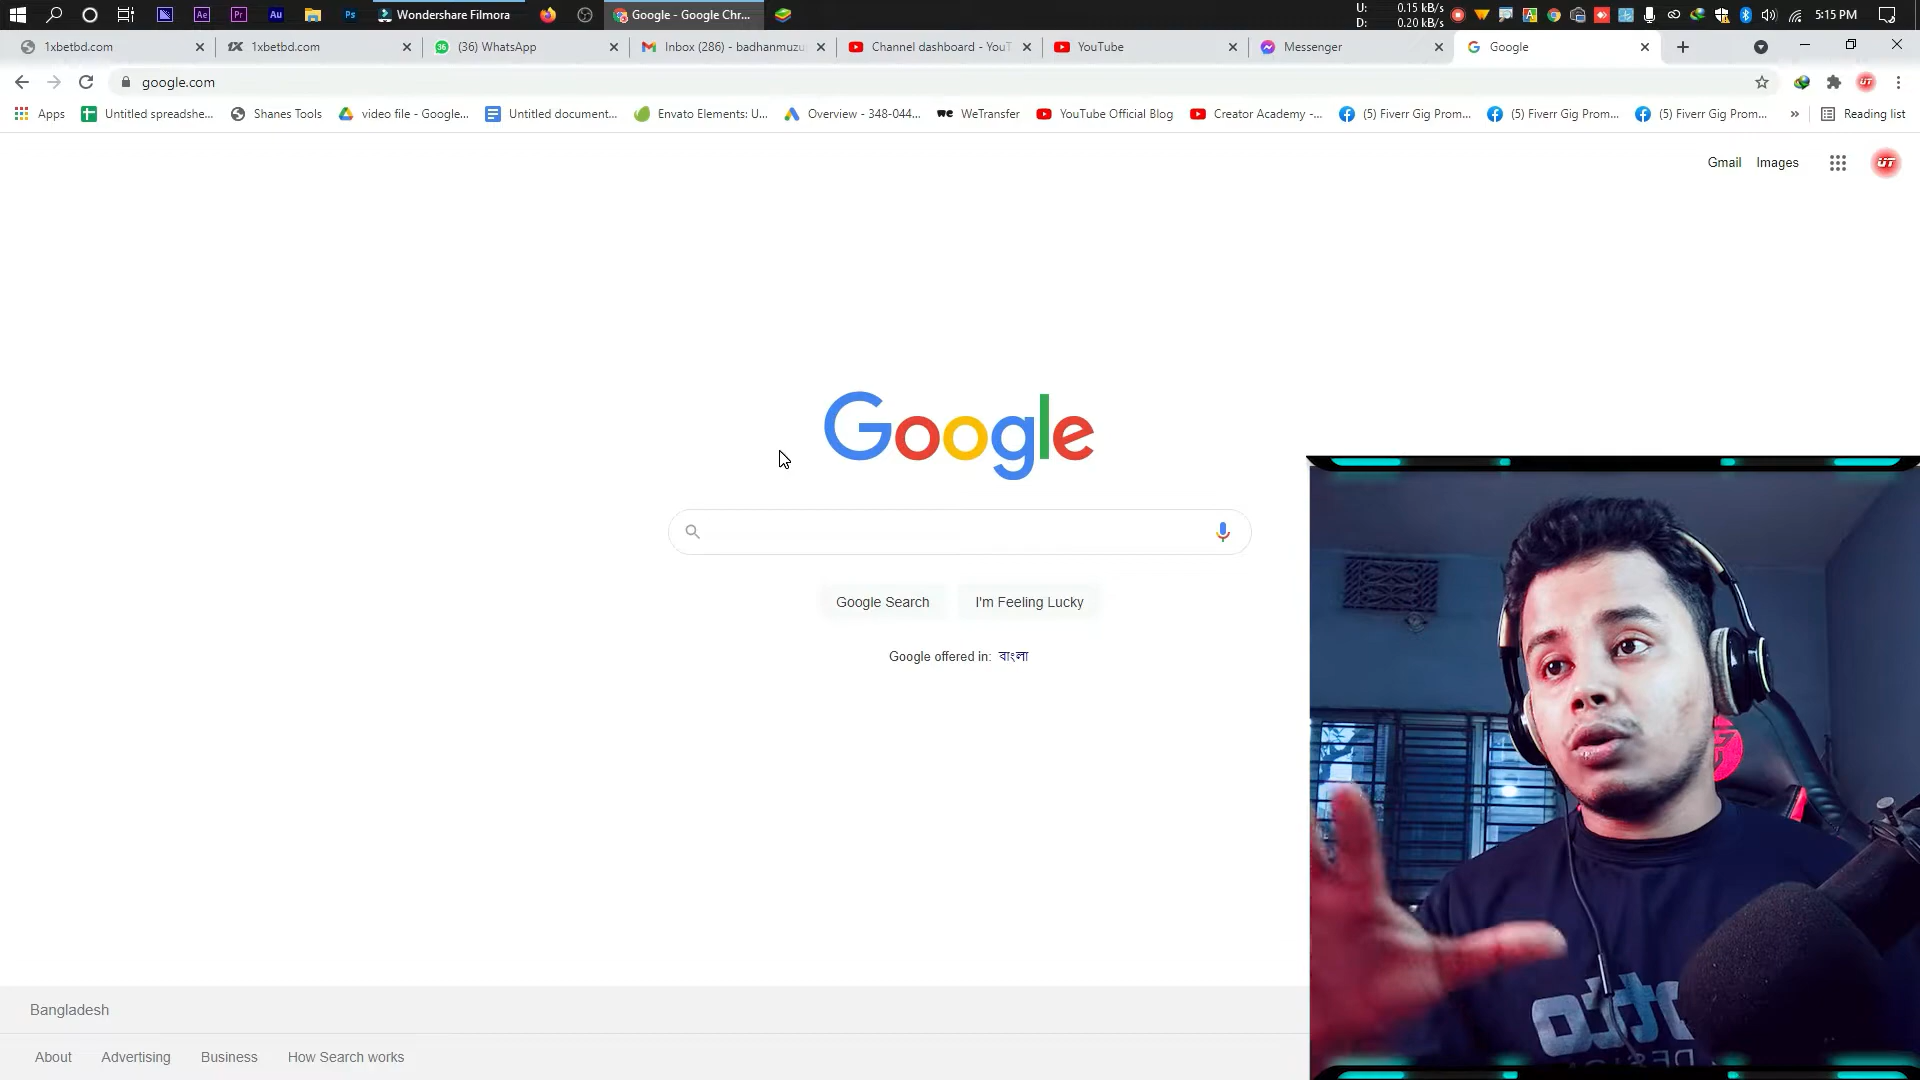 Wondershare Filmora
Google - Google Chr...
U: 0.15 kB/s
D: 0.20 kB/s
5:15 PM
1xbetbd.com
1xbetbd.com
(36) WhatsApp
Inbox (286) - badhanmuzu
Channel dashboard - YouT
YouTube
Messenger
Google
google.com
Apps
Untitled spreadshe...
Shanes Tools
video file - Google...
Untitled document...
Envato Elements: U...
Overview - 348-044...
WeTransfer
YouTube Official Blog
Creator Academy -...
(5) Fiverr Gig Prom...
(5) Fiverr Gig Prom...
(5) Fiverr Gig Prom...
Reading list
Gmail
Images
Google
Google Search
I'm Feeling Lucky
Google offered in: বাংলা
Bangladesh
About
Advertising
Business
How Search works